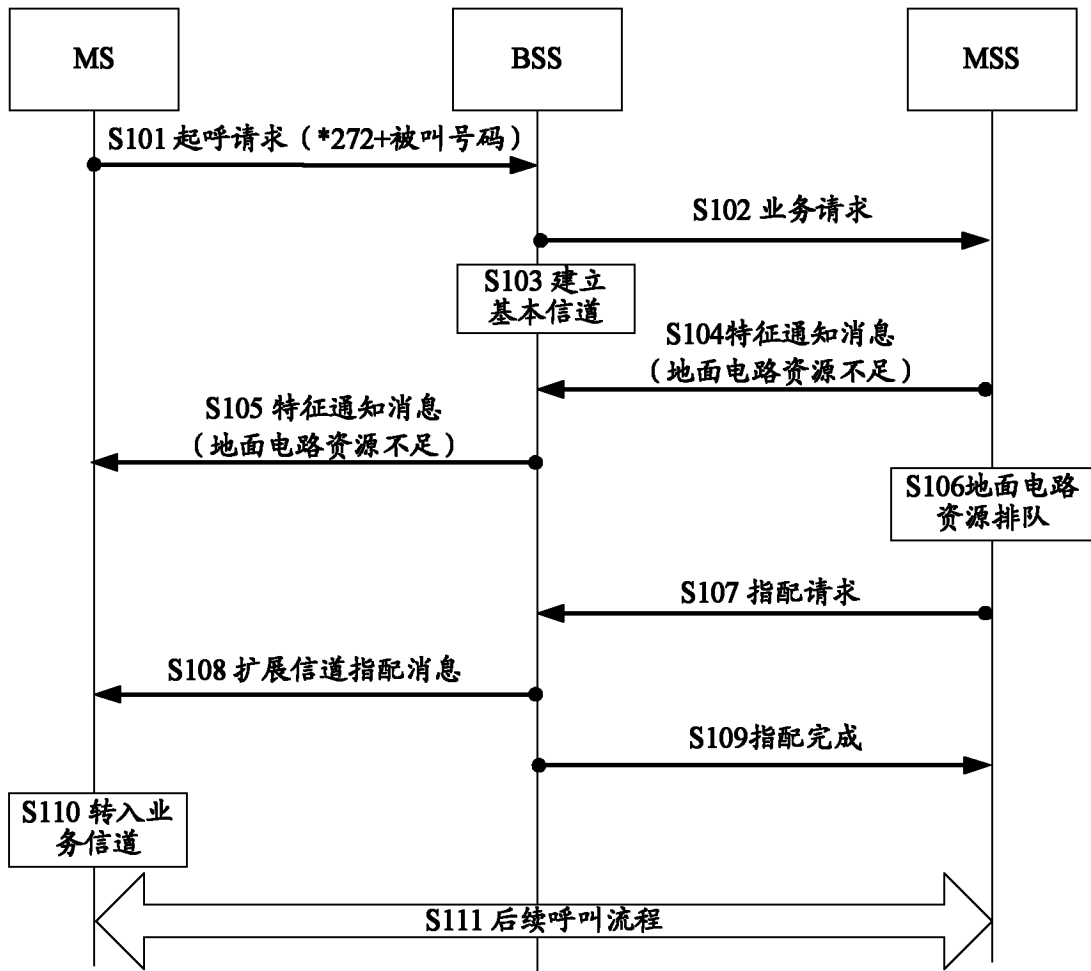 MS
BSS
MSS
S101 起呼请求（*272+被叫号码）
S102 业务请求
S103 建立
基本信道
S104特征通知消息
（地面电路资源不足）
S105 特征通知消息
（地面电路资源不足）
S106地面电路
资源排队
S107 指配请求
S108 扩展信道指配消息
S109指配完成
S110 转入业
务信道
S111 后续呼叫流程